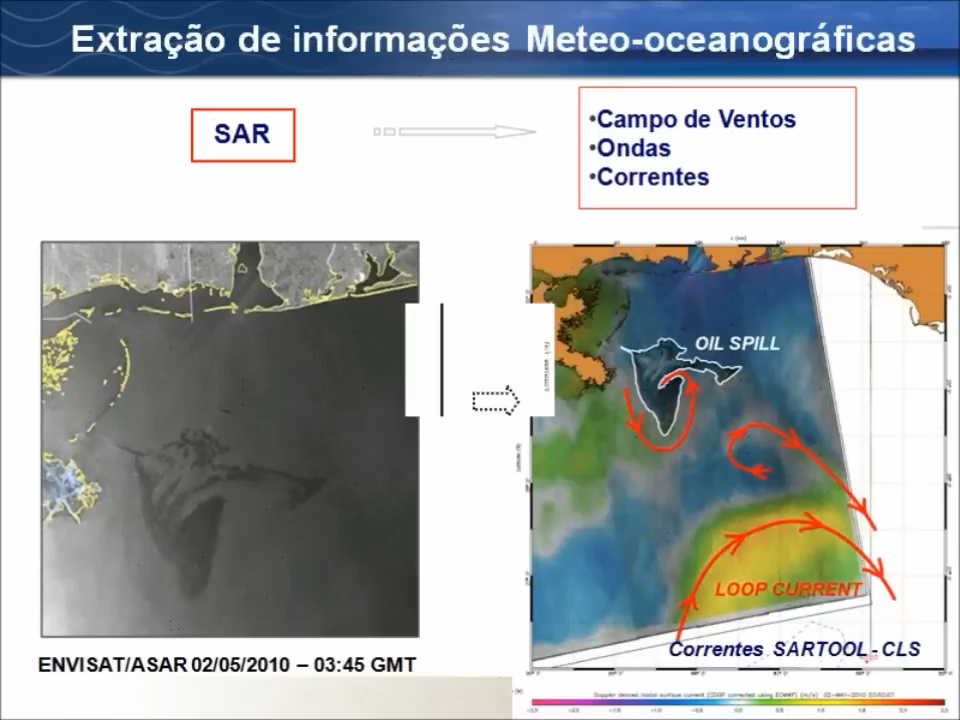 Extração de informações Meteo-oceanográficas
SAR
•Campo de Ventos
•Ondas
•Correntes
OIL SPILL
LOOP CURRENT
Correntes SARTOOL - CLS
ENVISAT/ASAR 02/05/2010 – 03:45 GMT